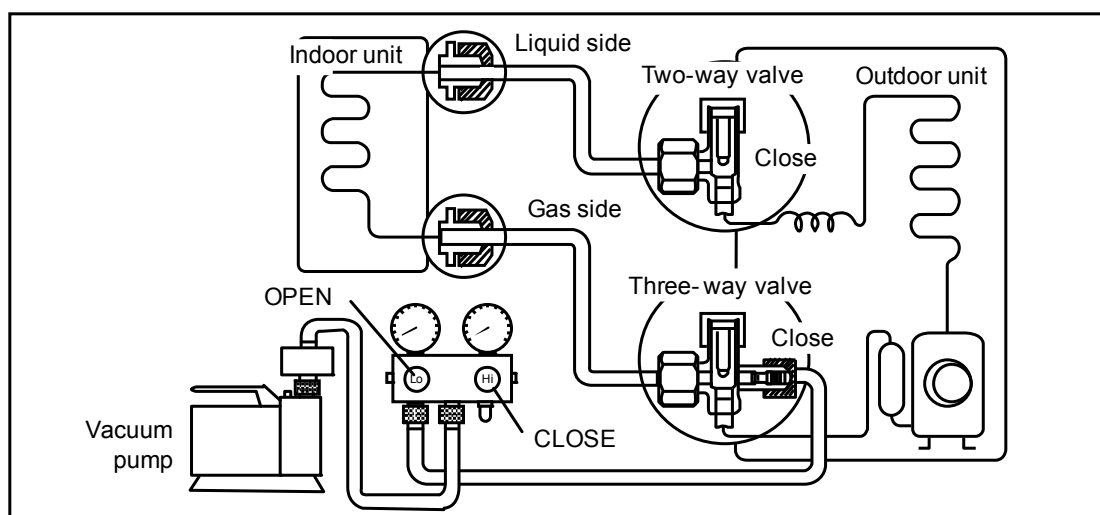 Indoor unit
Liquid side
Two-way valve
Outdoor unit
Close
Gas side
Three- way valve
OPEN
Close
Lo
Hi
CLOSE
Vacuum
pump